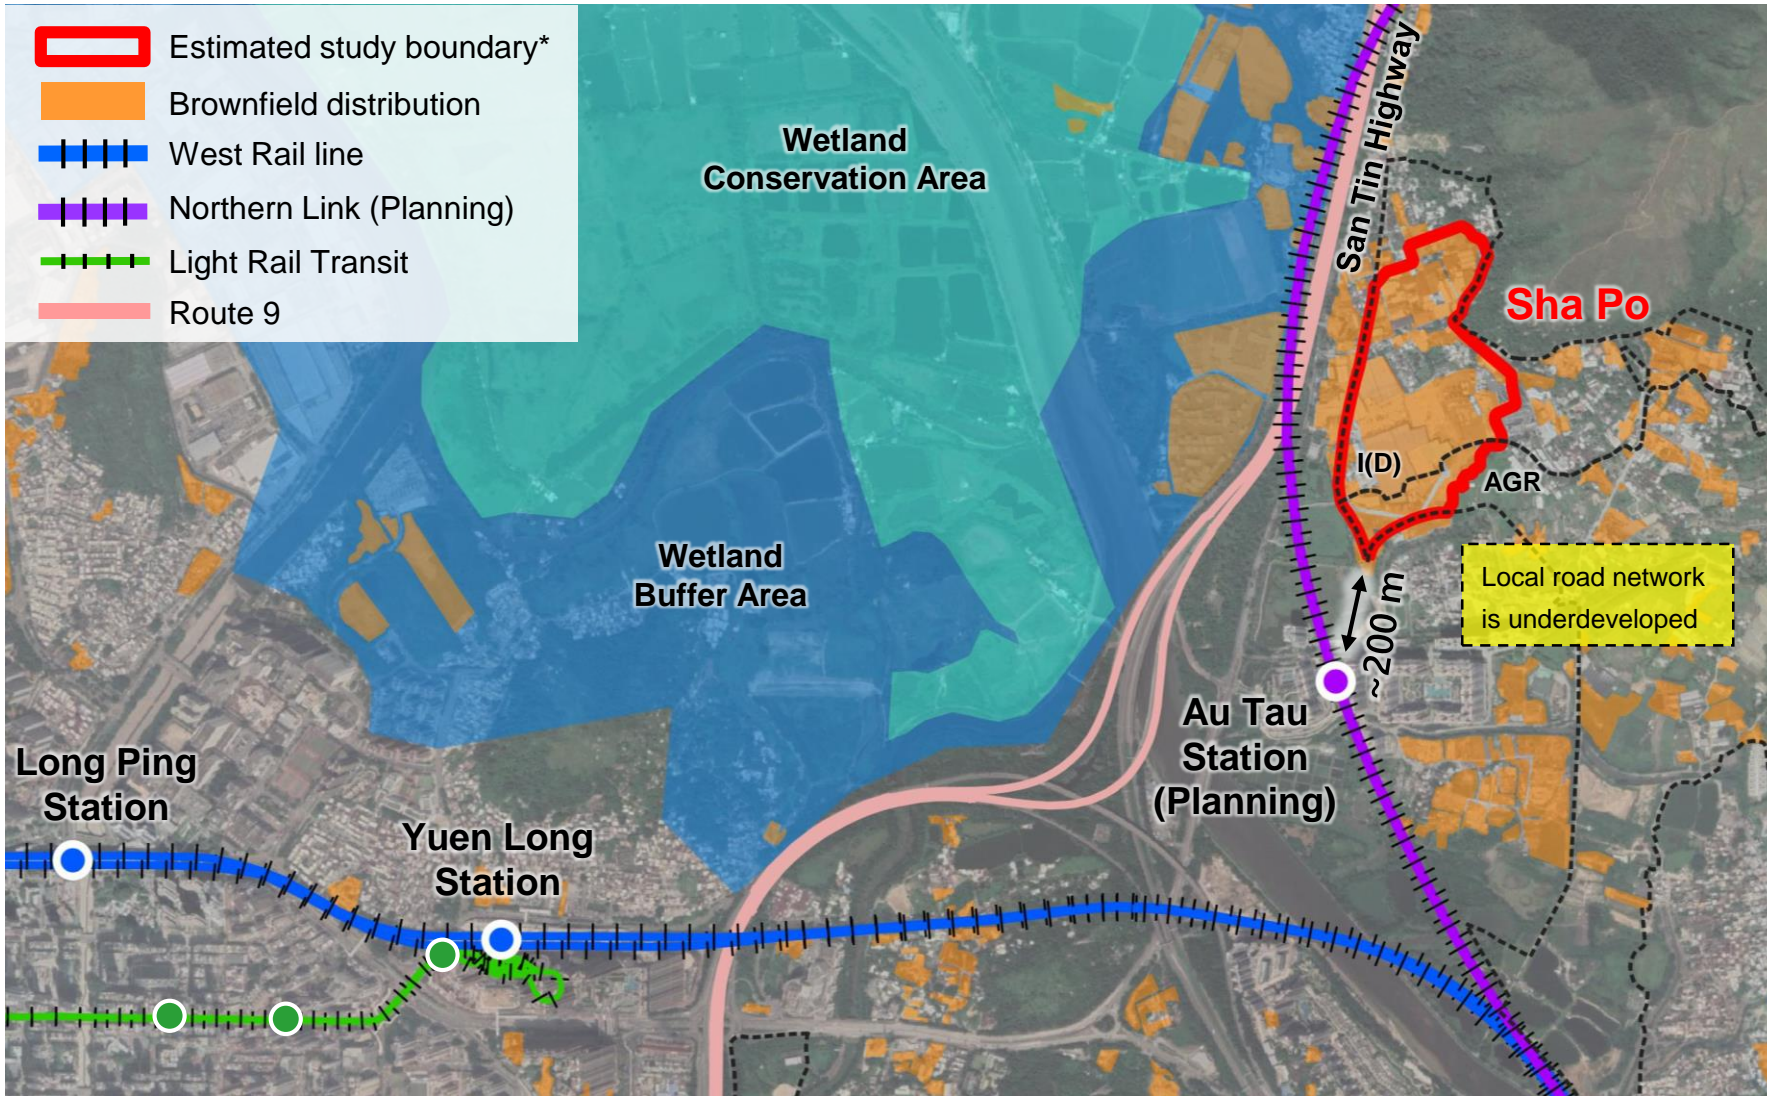 Estimated study boundary*
Brownfield distribution
West Rail line
Northern Link (Planning)
Light Rail Transit
Route 9
Wetland
Conservation Area
San Tin Highway
Sha Po
I(D)
AGR
Wetland
Buffer Area
Local road network
is underdeveloped
~200 m
Au Tau
Station
(Planning)
Long Ping
Station
Yuen Long
Station